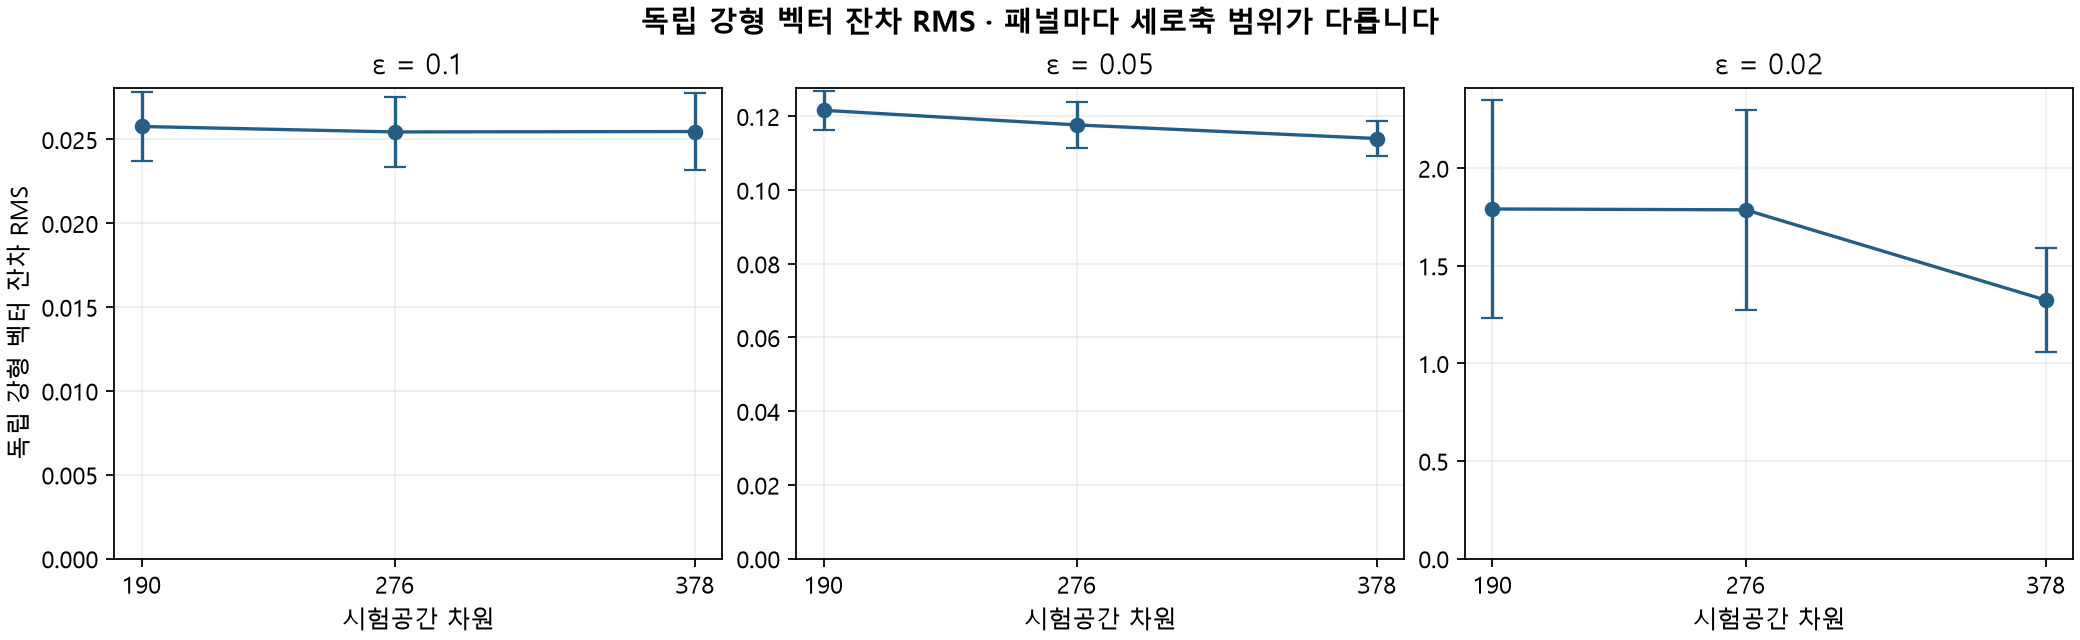 독립 강형 벡터 잔차 RMS · 패널마다 세로축 범위가 다릅니다
ε = 0.1
독립 강형 벡터 잔차 RMS
0.025
0.020
0.015
0.010
0.005
0.000
190 276 378
시험공간 차원
ε = 0.05
0.12
0.10
0.08
0.06
0.04
0.02
0.00
190 276 378
시험공간 차원
ε = 0.02
2.0
1.5
1.0
0.5
0.0
190 276 378
시험공간 차원